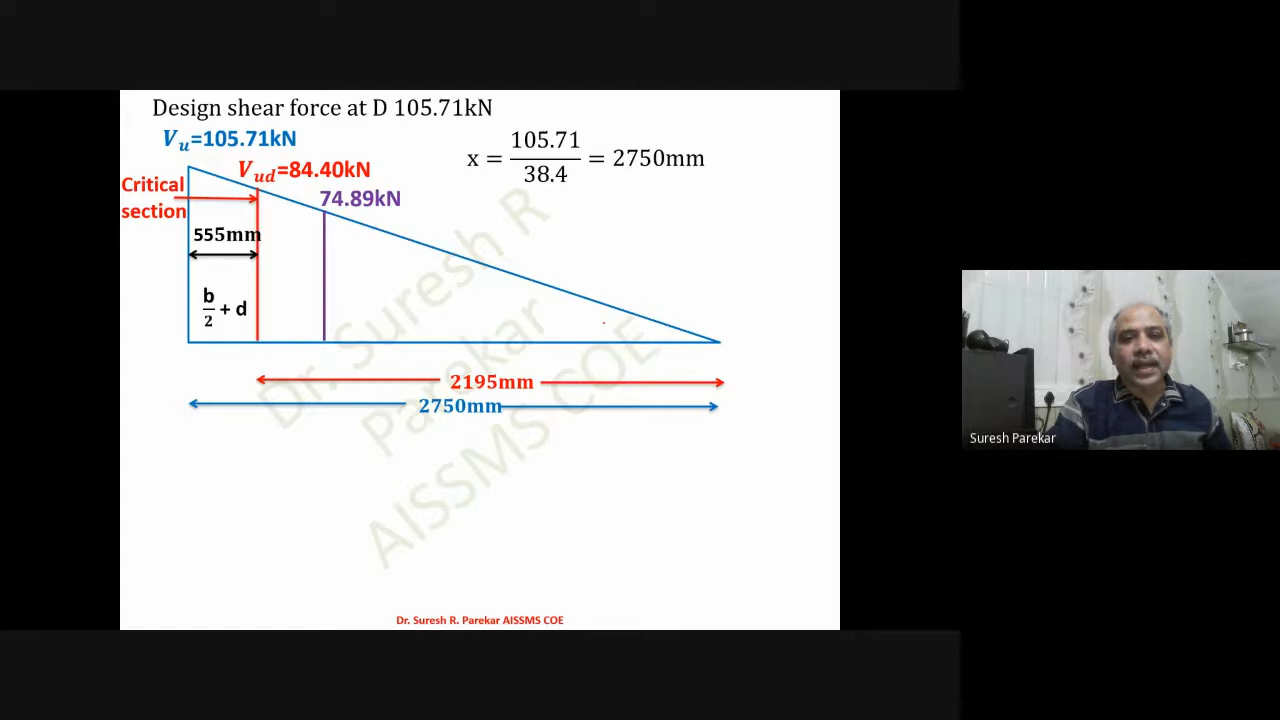 Design shear force at D 105.71kN
V_u=105.71kN
x = 105.71/38.4 = 2750mm
V_ud=84.40kN
Critical
section
74.89kN
555mm
b/2 + d
2195mm
2750mm
Dr. Suresh R
Parekar
AISSMS COE
Dr. Suresh R. Parekar AISSMS COE
Suresh Parekar